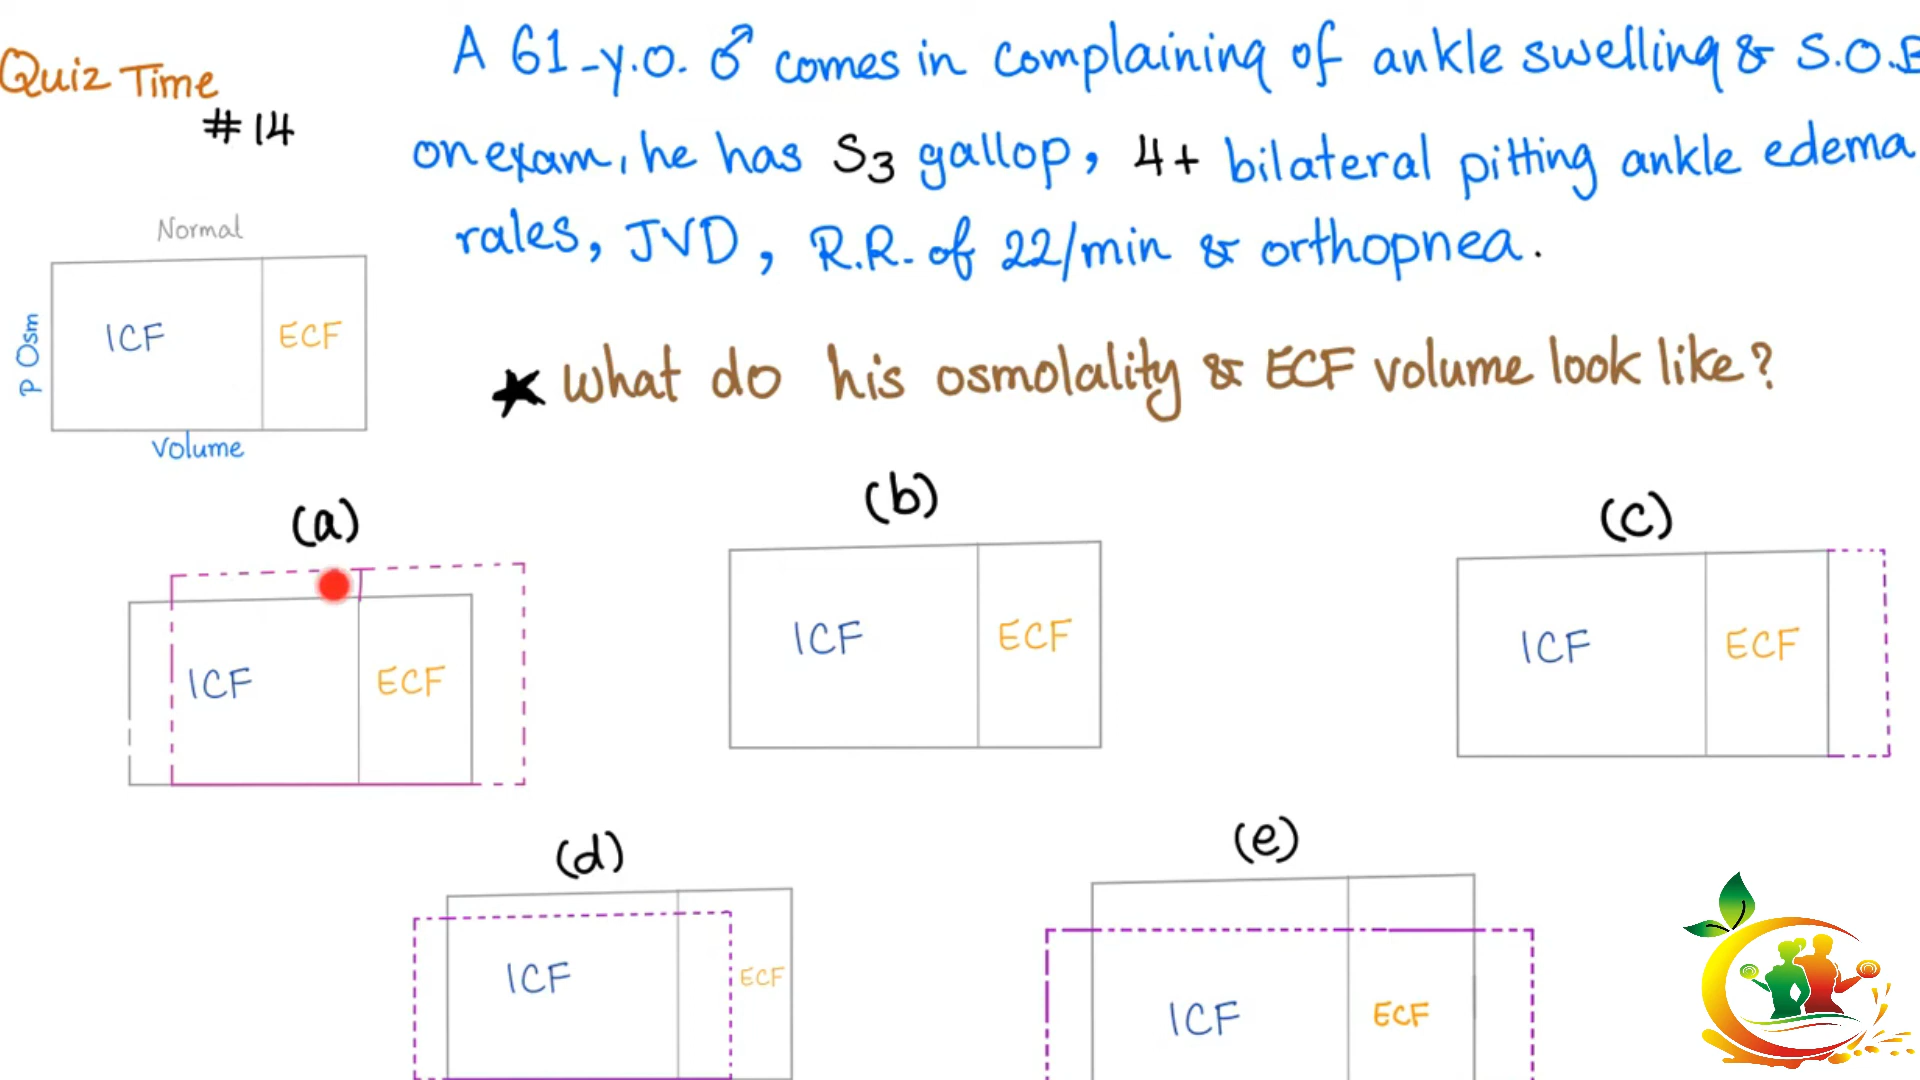 Quiz Time
#14
A 61-y.o. ♂ comes in complaining of ankle swelling & S.O.B
on exam, he has S3 gallop, 4+ bilateral pitting ankle edema
rales, JVD, R.R. of 22/min & orthopnea.
Normal
P Osm
ICF ECF
Volume
★ What do his osmolality & ECF volume look like?
(a)
ICF ECF
(b)
ICF ECF
(c)
ICF ECF
(d)
ICF ECF
(e)
ICF ECF